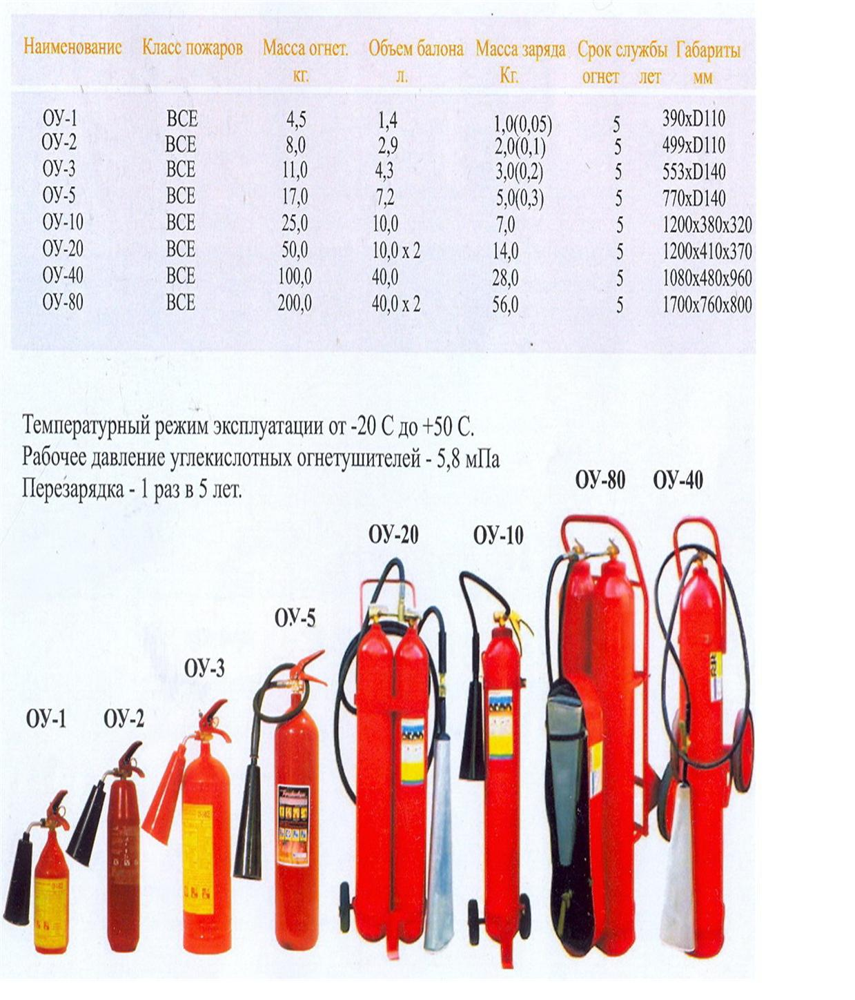 Наименование Класс пожаров Масса огнет. Объем балона Масса заряда Срок службы Габариты
кг. л. Кг. огнет лет мм
ОУ-1 ВСЕ 4,5 1,4 1,0(0,05) 5 390xD110
ОУ-2 ВСЕ 8,0 2,9 2,0(0,1) 5 499xD110
ОУ-3 ВСЕ 11,0 4,3 3,0(0,2) 5 553xD140
ОУ-5 ВСЕ 17,0 7,2 5,0(0,3) 5 770xD140
ОУ-10 ВСЕ 25,0 10,0 7,0 5 1200x380x320
ОУ-20 ВСЕ 50,0 10,0 x 2 14,0 5 1200x410x370
ОУ-40 ВСЕ 100,0 40,0 28,0 5 1080x480x960
ОУ-80 ВСЕ 200,0 40,0 x 2 56,0 5 1700x760x800
Температурный режим эксплуатации от -20 С до +50 С.
Рабочее давление углекислотных огнетушителей - 5,8 мПа
Перезарядка - 1 раз в 5 лет.
ОУ-80 ОУ-40
ОУ-20 ОУ-10
ОУ-5
ОУ-3
ОУ-1 ОУ-2